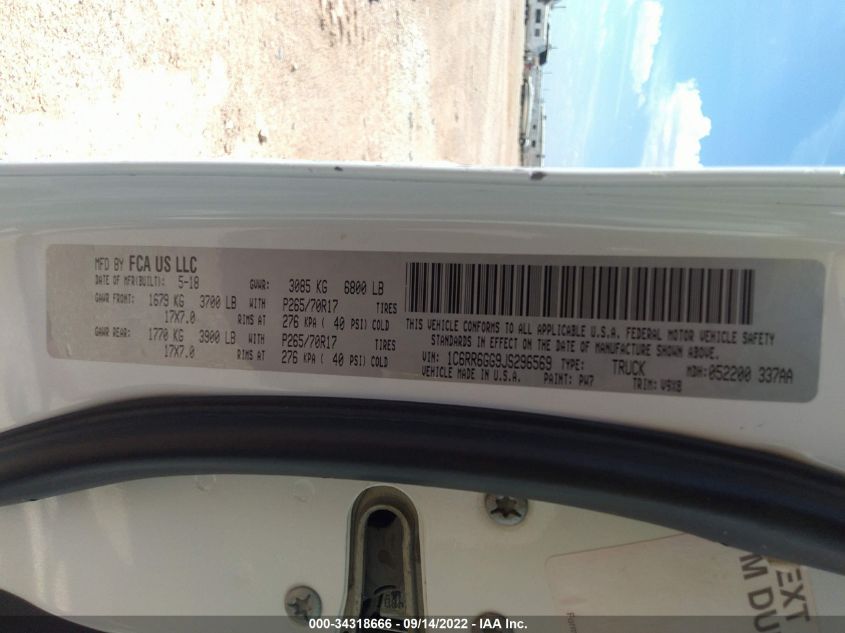 MFD BY FCA US LLC
DATE OF MFR(BUILT): 5-18 GVWR: 3085 KG 6800 LB
GAWR FRONT: 1679 KG 3700 LB WITH P265/70R17 TIRES
17X7.0 RIMS AT 276 KPA ( 40 PSI) COLD
GAWR REAR: 1770 KG 3900 LB WITH P265/70R17 TIRES
17X7.0 RIMS AT 276 KPA ( 40 PSI) COLD
THIS VEHICLE CONFORMS TO ALL APPLICABLE U.S.A. FEDERAL MOTOR VEHICLE SAFETY
STANDARDS IN EFFECT ON THE DATE OF MANUFACTURE SHOWN ABOVE.
VIN: 1C6RR6GG9JS296569 TYPE: TRUCK MDH: 052200 337AA
VEHICLE MADE IN U.S.A. PAINT: PW7 TRIM: V9X8
EXT
M DU
000-34318666 - 09/14/2022 - IAA Inc.